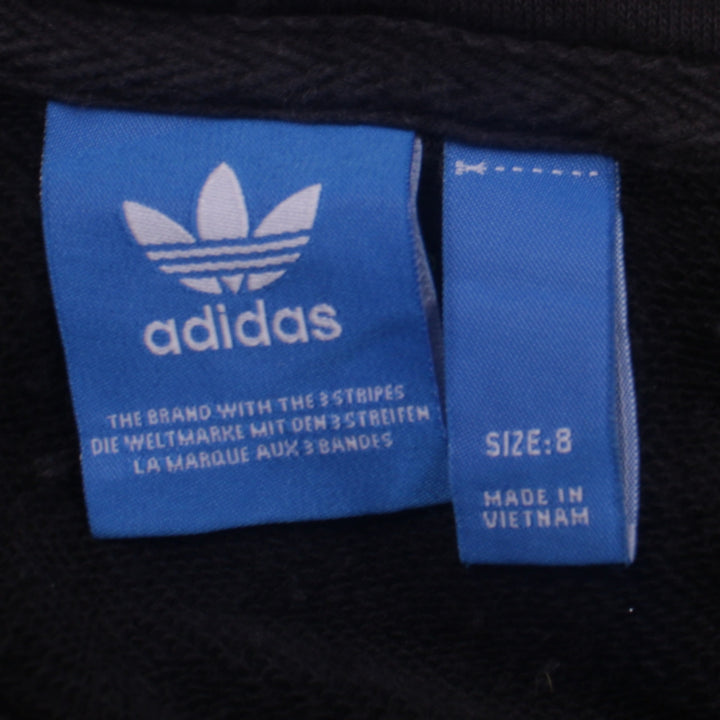 adidas
THE BRAND WITH THE 3 STRIPES
DIE WELTMARKE MIT DEN 3 STREIFEN
LA MARQUE AUX 3 BANDES
SIZE: 8
MADE IN
VIETNAM